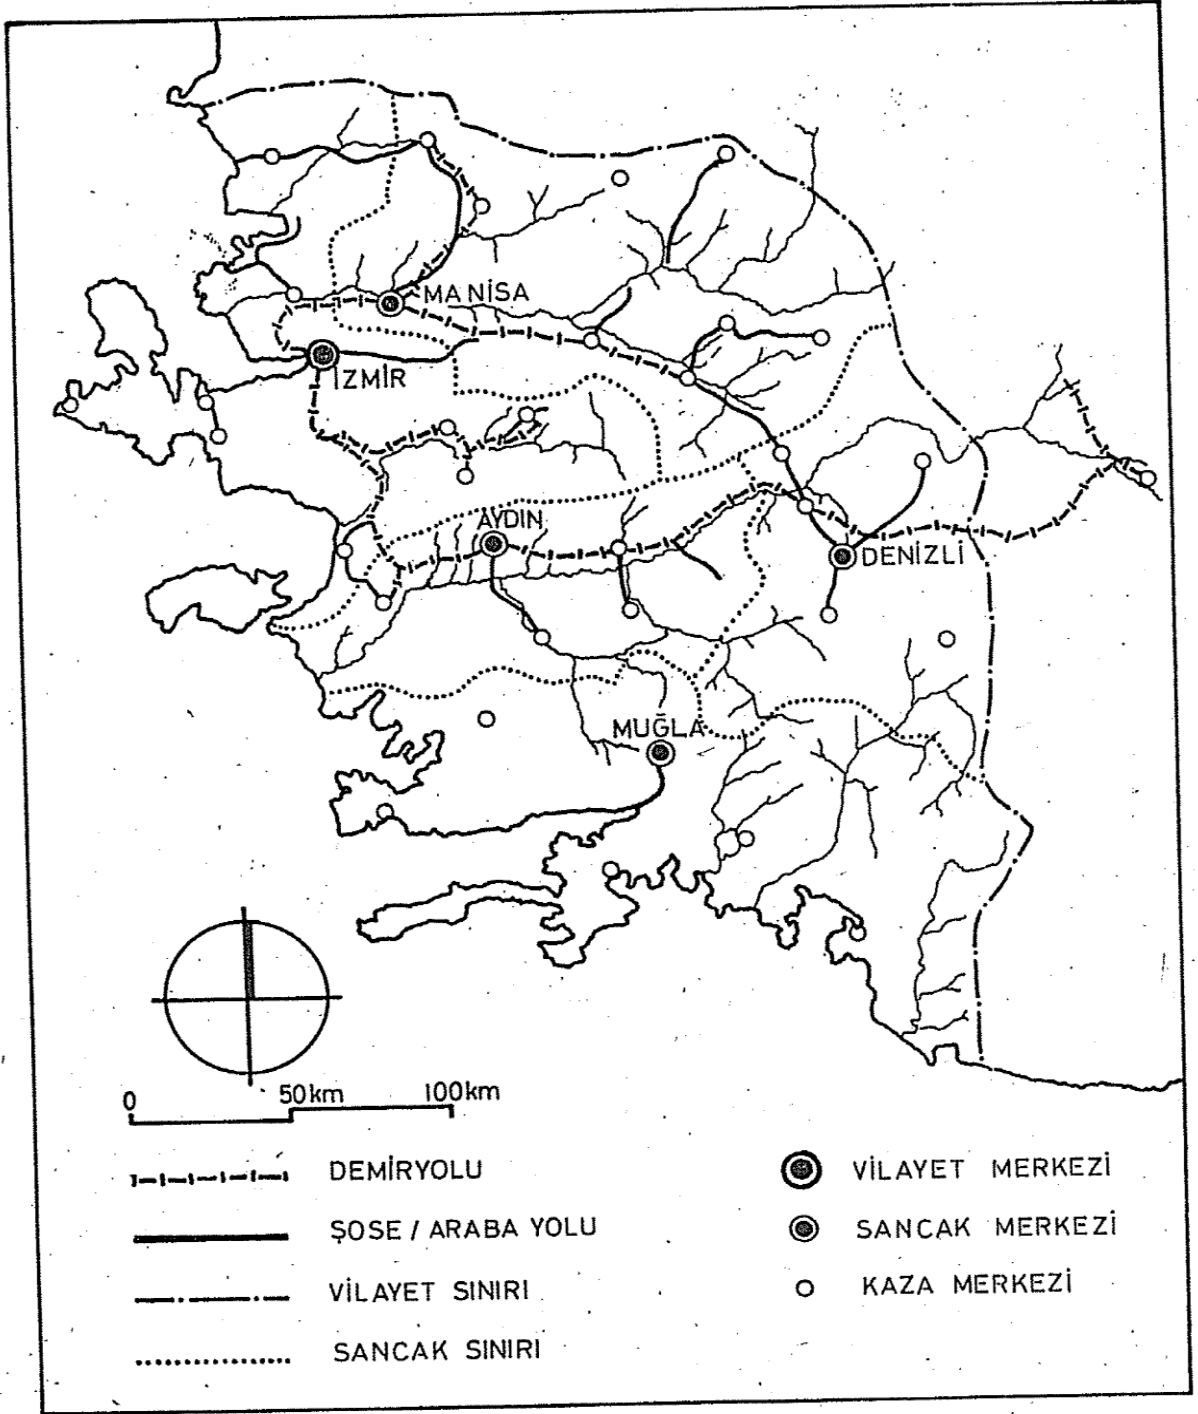 MANİSA
İZMİR
AYDIN
DENİZLİ
MUĞLA
0 50km 100km
DEMİRYOLU
ŞOSE / ARABA YOLU
VİLAYET SINIRI
SANCAK SINIRI
VİLAYET MERKEZİ
SANCAK MERKEZİ
KAZA MERKEZİ